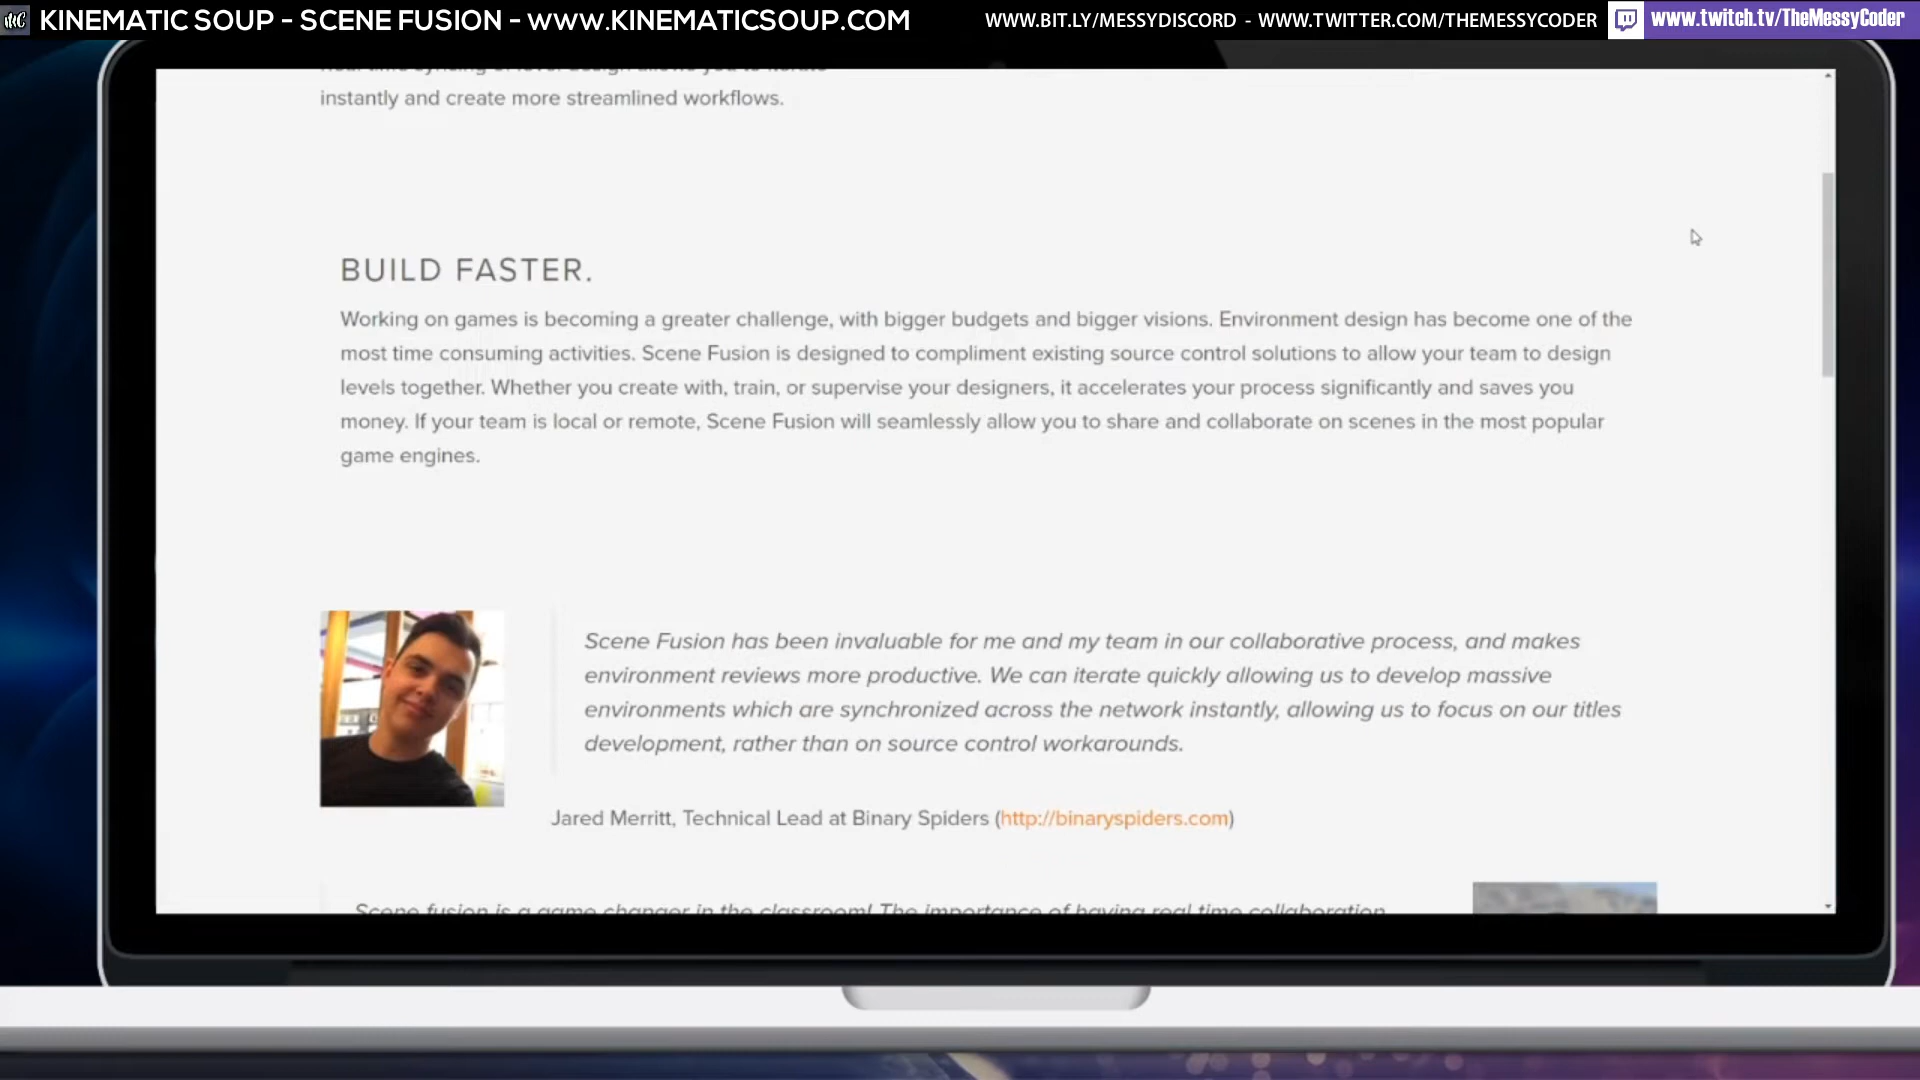 KINEMATIC SOUP - SCENE FUSION - www.KINEMATICSOUP.COM
WWW.BIT.LY/MESSYDISCORD - WWW.TWITTER.COM/THEMESSYCODER
www.twitch.tv/TheMessyCoder
instantly and create more streamlined workflows.
BUILD FASTER.
Working on games is becoming a greater challenge, with bigger budgets and bigger visions. Environment design has become one of the
most time consuming activities. Scene Fusion is designed to compliment existing source control solutions to allow your team to design
levels together. Whether you create with, train, or supervise your designers, it accelerates your process significantly and saves you
money. If your team is local or remote, Scene Fusion will seamlessly allow you to share and collaborate on scenes in the most popular
game engines.
Scene Fusion has been invaluable for me and my team in our collaborative process, and makes
environment reviews more productive. We can iterate quickly allowing us to develop massive
environments which are synchronized across the network instantly, allowing us to focus on our titles
development, rather than on source control workarounds.
Jared Merritt, Technical Lead at Binary Spiders (http://binaryspiders.com)
Scene fusion is a game changer in the classroom! The importance of having real time collaboration